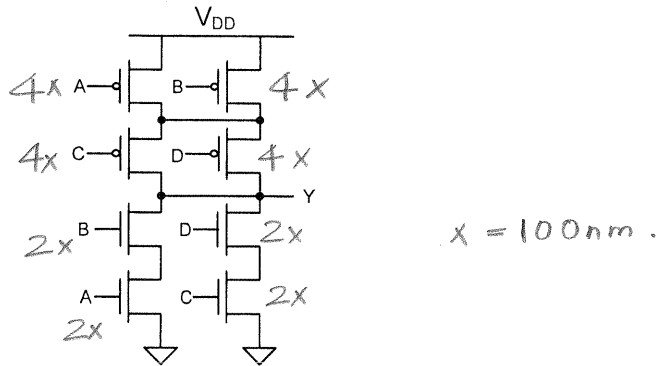 VDD
4x A B 4x
4x C D 4x
Y
2x B D 2x
x = 100nm.
A C 2x
2x